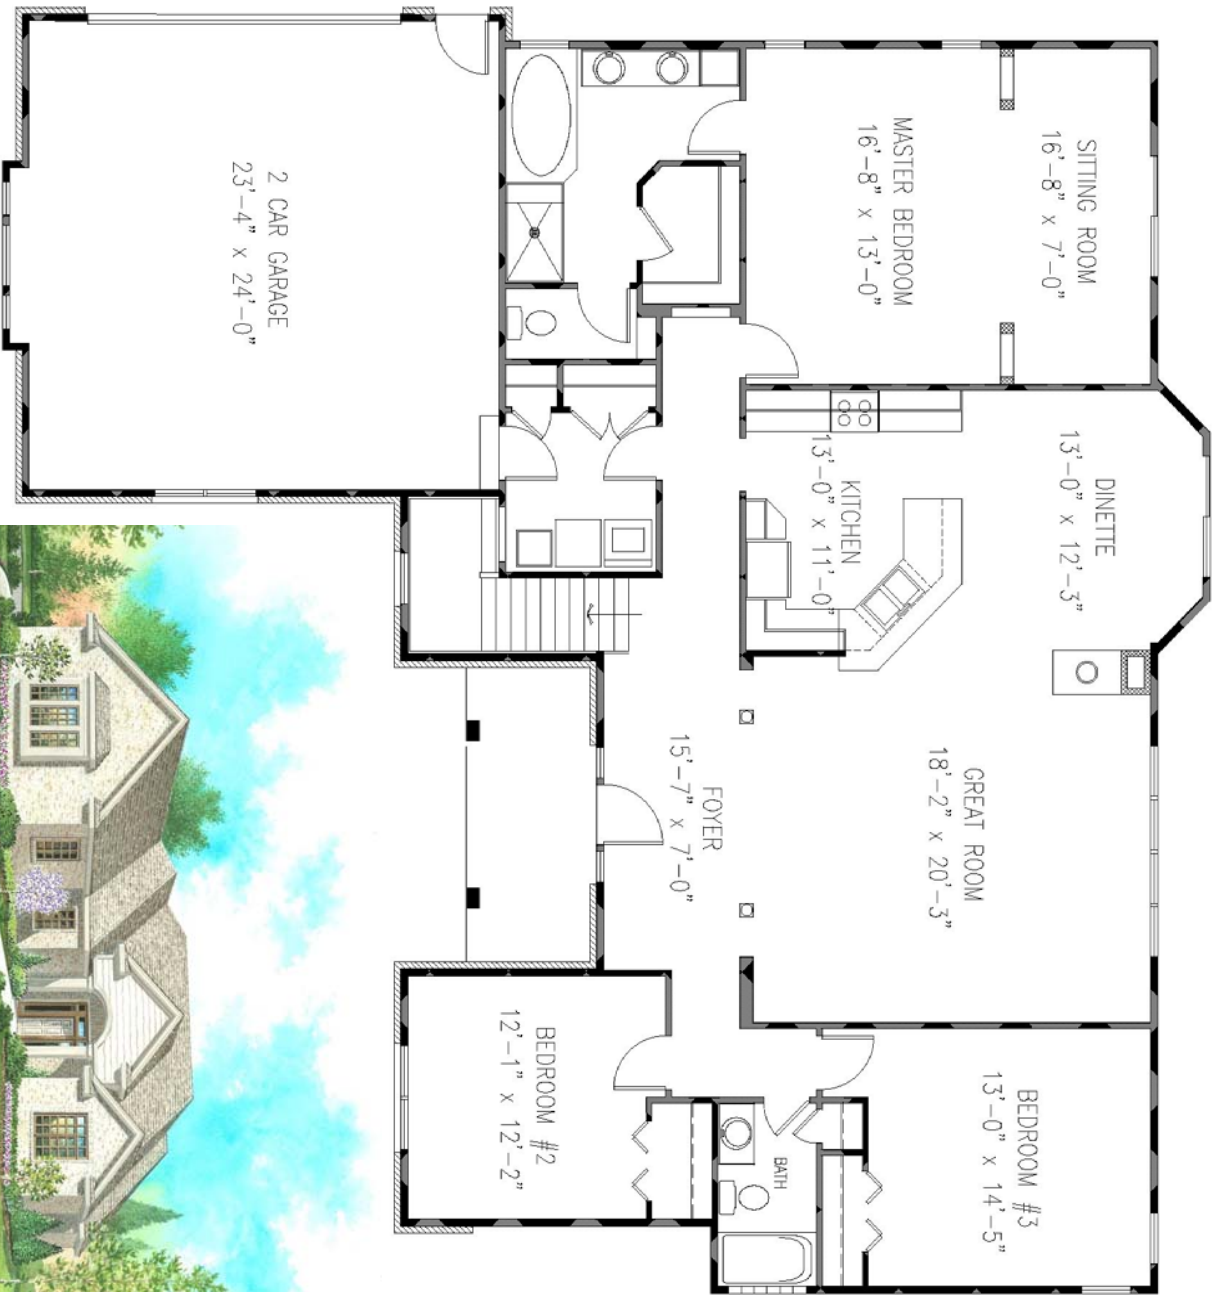 SITTING ROOM
16'-8" x 7'-0"
MASTER BEDROOM
16'-8" x 13'-0"
2 CAR GARAGE
23'-4" x 24'-0"
DINETTE
13'-0" x 12'-3"
KITCHEN
13'-0" x 11'-0"
GREAT ROOM
18'-2" x 20'-3"
FOYER
15'-7" x 7'-0"
BEDROOM #2
12'-1" x 12'-2"
BATH
BEDROOM #3
13'-0" x 14'-5"